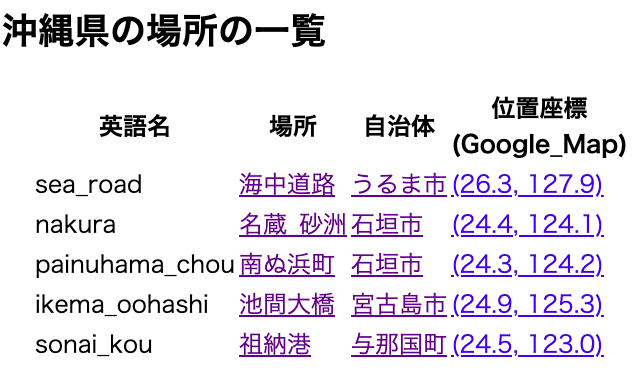 沖縄県の場所の一覧
英語名 場所 自治体 位置座標
(Google_Map)
sea_road 海中道路 うるま市 (26.3, 127.9)
nakura 名蔵_砂洲 石垣市 (24.4, 124.1)
painuhama_chou 南ぬ浜町 石垣市 (24.3, 124.2)
ikema_oohashi 池間大橋 宮古島市 (24.9, 125.3)
sonai_kou 祖納港 与那国町 (24.5, 123.0)